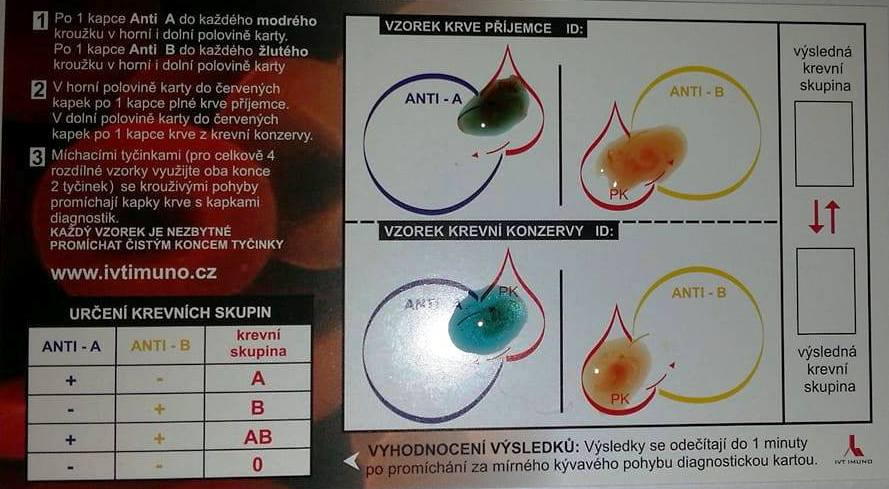 1 Po 1 kapce Anti A do každého modrého
kroužku v horní i dolní polovině karty.
Po 1 kapce Anti B do každého žlutého
kroužku v horní i dolní polovině karty
2 V horní polovině karty do červených
kapek po 1 kapce plné krve příjemce.
V dolní polovině karty do červených
kapek po 1 kapce krve z krevní konzervy.
3 Míchacími tyčinkami (pro celkově 4
rozdílné vzorky využijte oba konce
2 tyčinek) se krouživými pohyby
promíchají kapky krve s kapkami
diagnostik.
KAŽDÝ VZOREK JE NEZBYTNÉ
PROMÍCHAT ČISTÝM KONCEM TYČINKY
www.ivtimuno.cz
URČENÍ KREVNÍCH SKUPIN
ANTI - A ANTI - B krevní
skupina
+ - A
- + B
+ + AB
- - 0
VZOREK KRVE PŘÍJEMCE ID:
ANTI - A
ANTI - B
PK
VZOREK KREVNÍ KONZERVY ID:
ANTI - A
PK
ANTI - B
PK
výsledná
krevní
skupina
výsledná
krevní
skupina
VYHODNOCENÍ VÝSLEDKŮ: Výsledky se odečítají do 1 minuty
po promíchání za mírného kývavého pohybu diagnostickou kartou.
IVT IMUNO